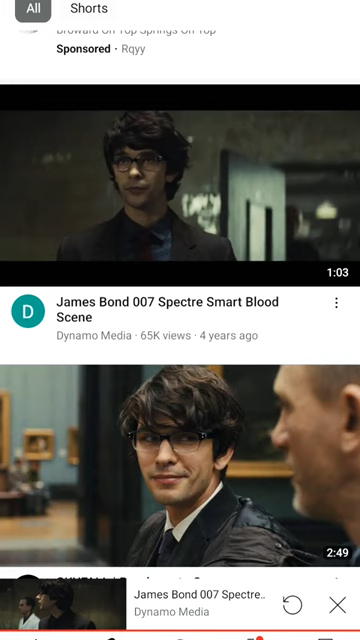 All
Shorts
Sponsored · Rqyy
1:03
D
James Bond 007 Spectre Smart Blood
Scene
Dynamo Media · 65K views · 4 years ago
2:49
James Bond 007 Spectre..
Dynamo Media